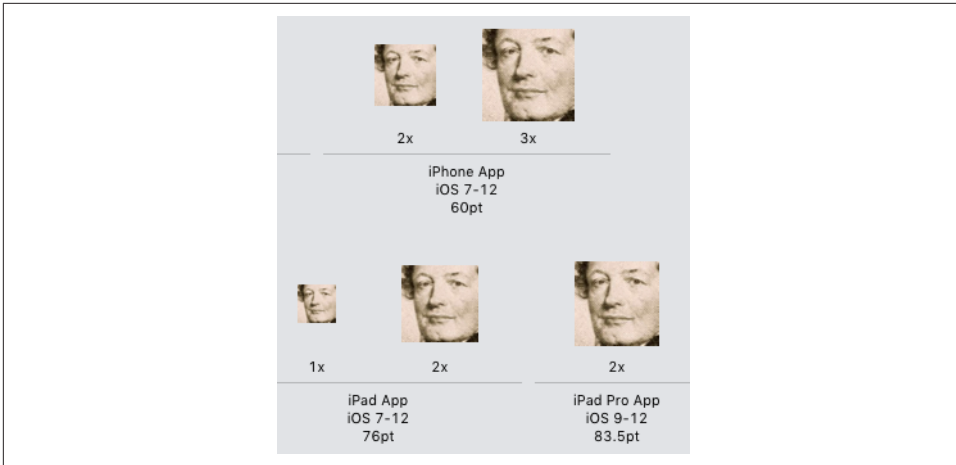 2x
3x
iPhone App
iOS 7-12
60pt
1x
2x
2x
iPad App
iOS 7-12
76pt
iPad Pro App
iOS 9-12
83.5pt